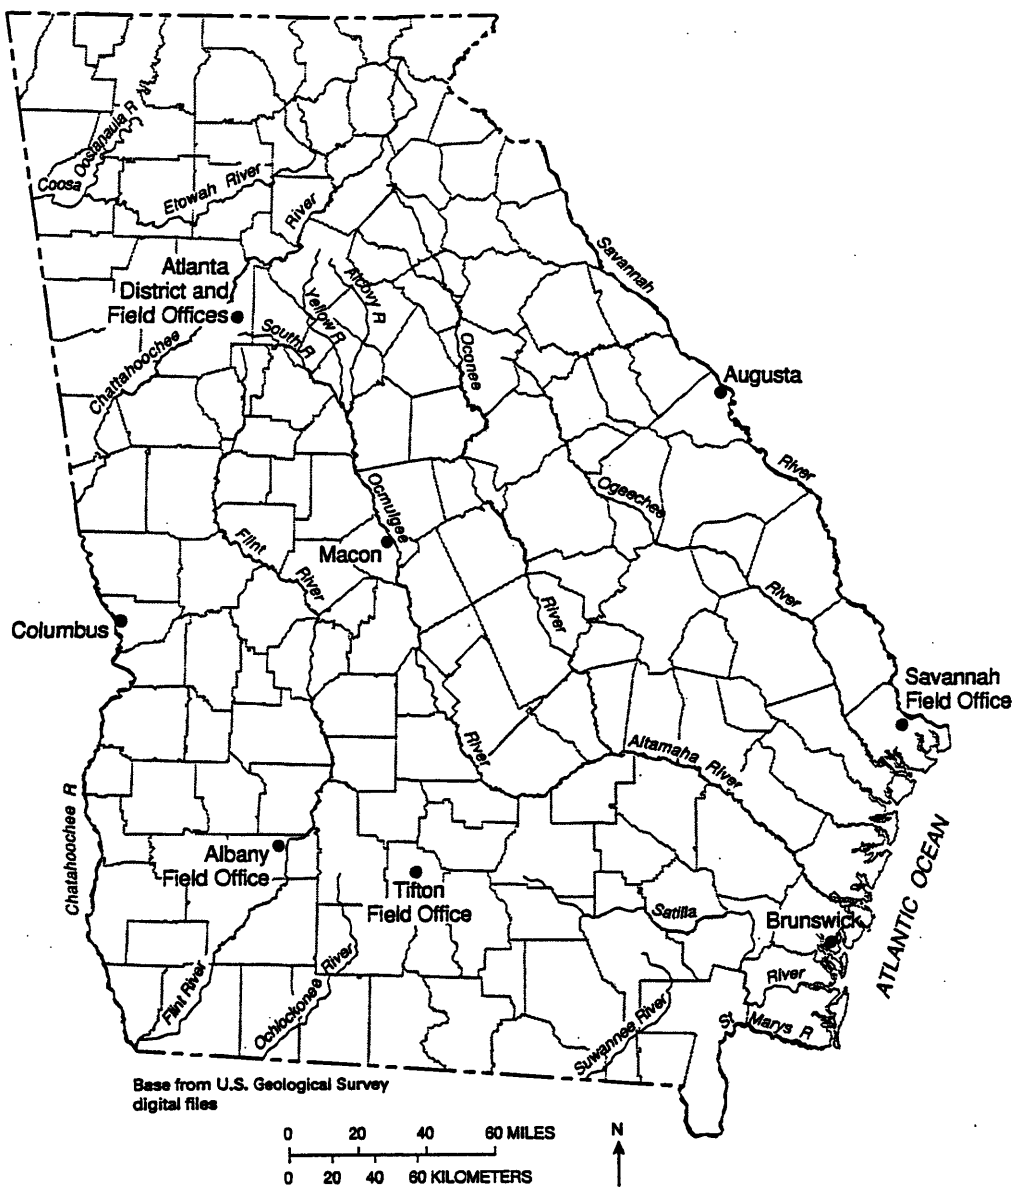 Oostanaula R
Coosa
Etowah River
River
Savannah
Atlanta
District and
Field Offices
Alcovy R
Yellow R
South R
Oconee
Chattahoochee
Augusta
River
Ocmulgee
Ogeechee
Flint
Macon
River
River
River
Columbus
Savannah
Field Office
River
Altamaha River
Chatahoochee R
Albany
Field Office
Tifton
Field Office
Satilla
Brunswick
ATLANTIC OCEAN
River
River
Flint River
Ochlockonee
Suwannee River
St Marys R
Base from U.S. Geological Survey
digital files
0 20 40 60 MILES
0 20 40 60 KILOMETERS
N